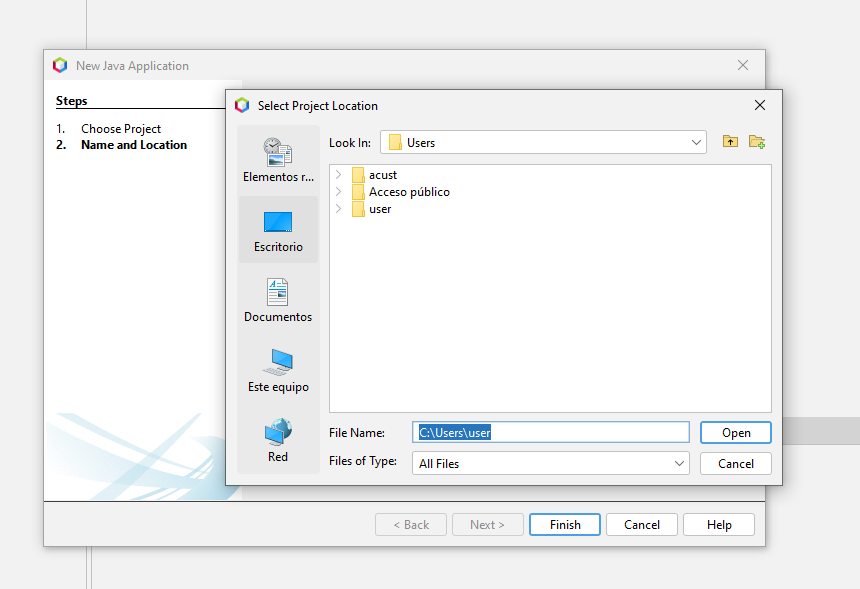 New Java Application
Steps
1. Choose Project
2. Name and Location
Select Project Location
Look In: Users
Elementos r...
Escritorio
Documentos
Este equipo
Red
acust
Acceso público
user
File Name: C:\Users\user
Open
Files of Type: All Files
Cancel
< Back
Next >
Finish
Cancel
Help